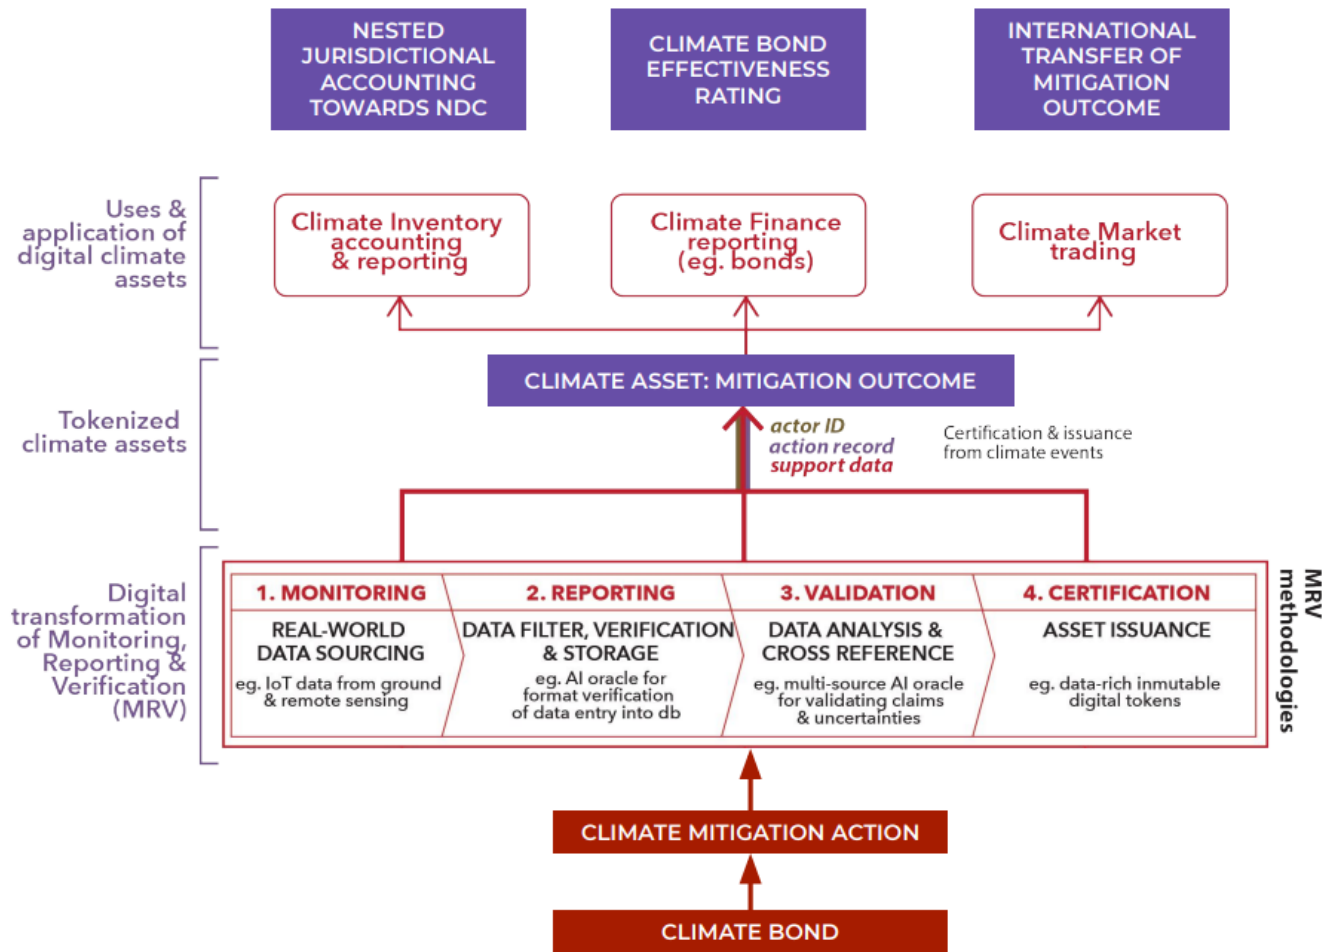 NESTED
JURISDICTIONAL
ACCOUNTING
TOWARDS NDC
CLIMATE BOND
EFFECTIVENESS
RATING
INTERNATIONAL
TRANSFER OF
MITIGATION
OUTCOME
Uses &
application of
digital climate
assets
Climate Inventory
accounting
& reporting
Climate Finance
reporting
(eg. bonds)
Climate Market
trading
CLIMATE ASSET: MITIGATION OUTCOME
Tokenized
climate assets
actor ID
action record
support data
Certification & issuance
from climate events
Digital
transformation
of Monitoring,
Reporting &
Verification
(MRV)
1. MONITORING
REAL-WORLD
DATA SOURCING
eg. IoT data from ground
& remote sensing
2. REPORTING
DATA FILTER, VERIFICATION
& STORAGE
eg. AI oracle for
format verification
of data entry into db
3. VALIDATION
DATA ANALYSIS &
CROSS REFERENCE
eg. multi-source AI oracle
for validating claims
& uncertainties
4. CERTIFICATION
ASSET ISSUANCE
eg. data-rich inmutable
digital tokens
MRV
methodologies
CLIMATE MITIGATION ACTION
CLIMATE BOND